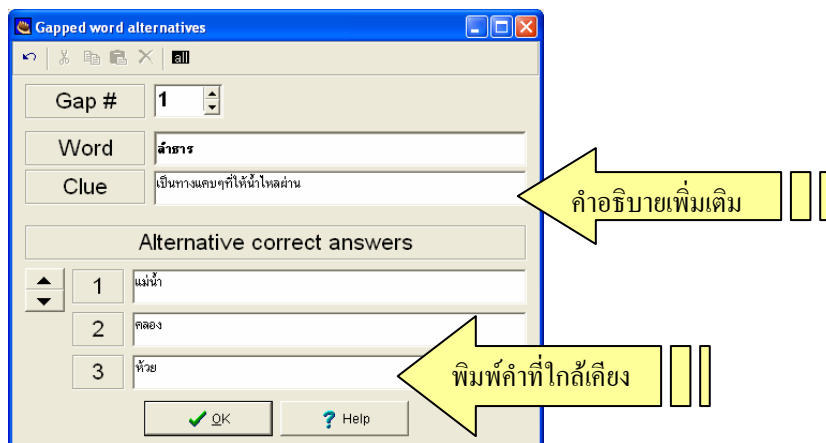 Gapped word alternatives
all
Gap # 1
Word ลำธาร
Clue เป็นทางแคบๆที่ให้น้ำไหลผ่าน
คำอธิบายเพิ่มเติม
Alternative correct answers
1 แม่น้ำ
2 คลอง
3 ห้วย
พิมพ์คำที่ใกล้เคียง
OK Help